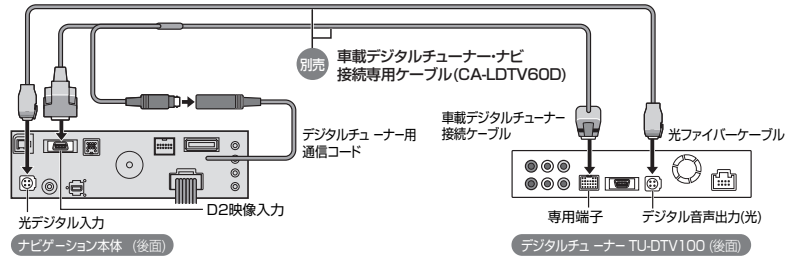 別売
車載デジタルチューナー・ナビ
接続専用ケーブル(CA-LDTV60D)
デジタルチューナー用
通信コード
車載デジタルチューナー
接続ケーブル
光ファイバーケーブル
D2映像入力
光デジタル入力
専用端子
デジタル音声出力(光)
ナビゲーション本体 (後面)
デジタルチューナー TU-DTV100 (後面)